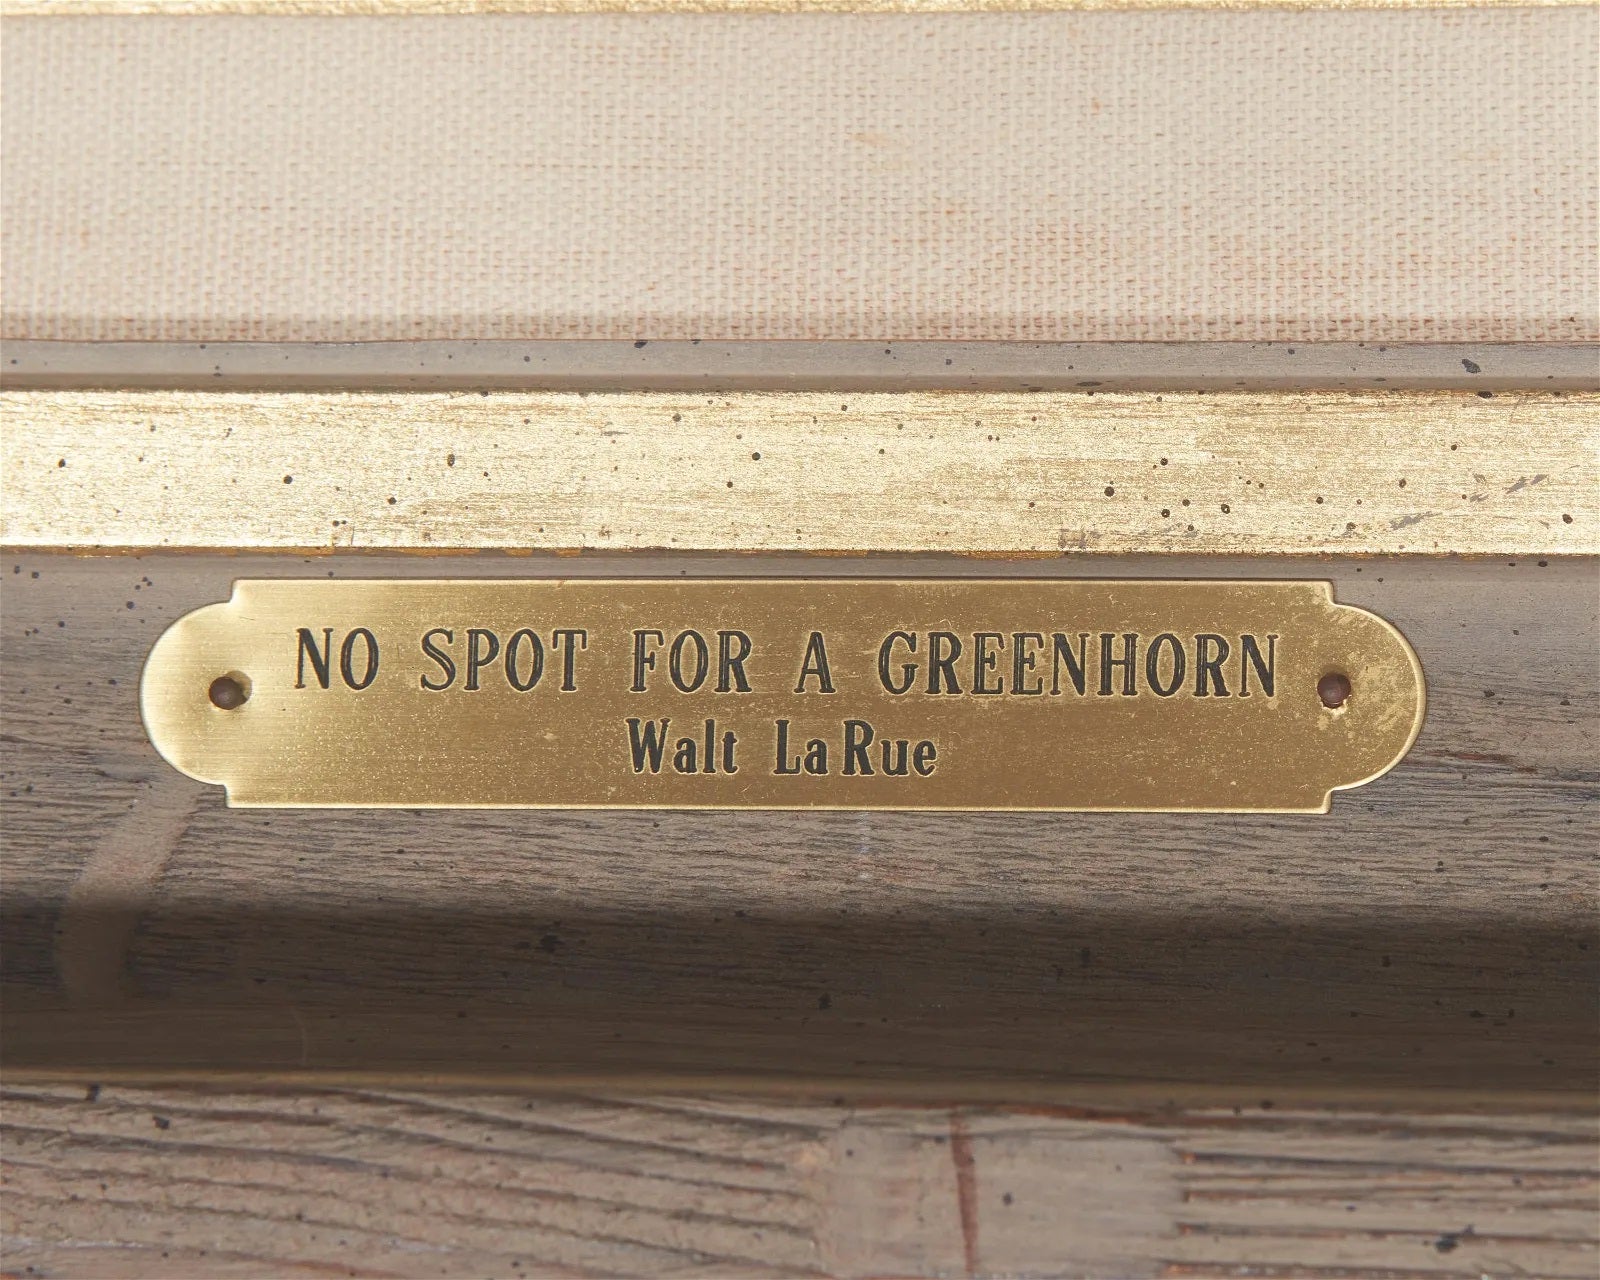 NO SPOT FOR A GREENHORN
Walt LaRue